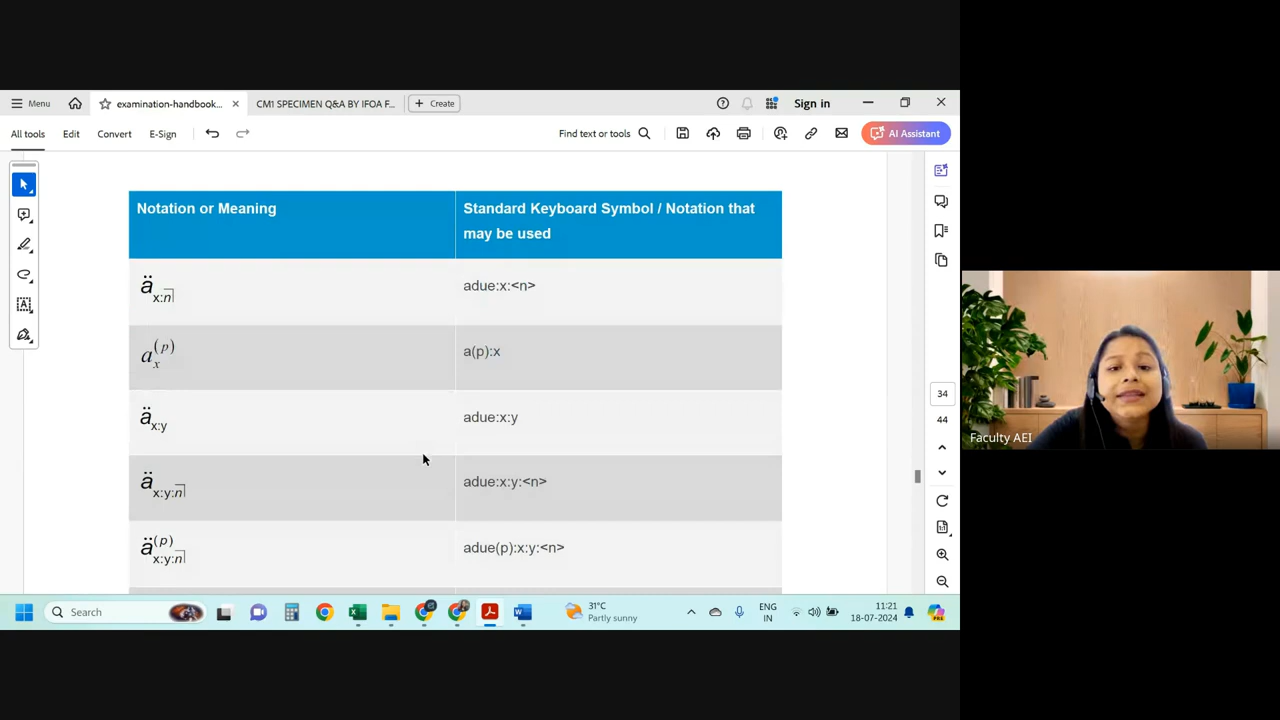 Menu
examination-handbook...
CM1 SPECIMEN Q&A BY IFOA F...
Create
Sign in
All tools
Edit
Convert
E-Sign
Find text or tools
AI Assistant
Notation or Meaning
Standard Keyboard Symbol / Notation that
may be used
ä x:n̅|
adue:x:<n>
a x (p)
a(p):x
ä x:y
adue:x:y
ä x:y:n̅|
adue:x:y:<n>
ä (p) x:y:n̅|
adue(p):x:y:<n>
34
44
Faculty AEI
Search
31°C
Partly sunny
ENG
IN
11:21
18-07-2024